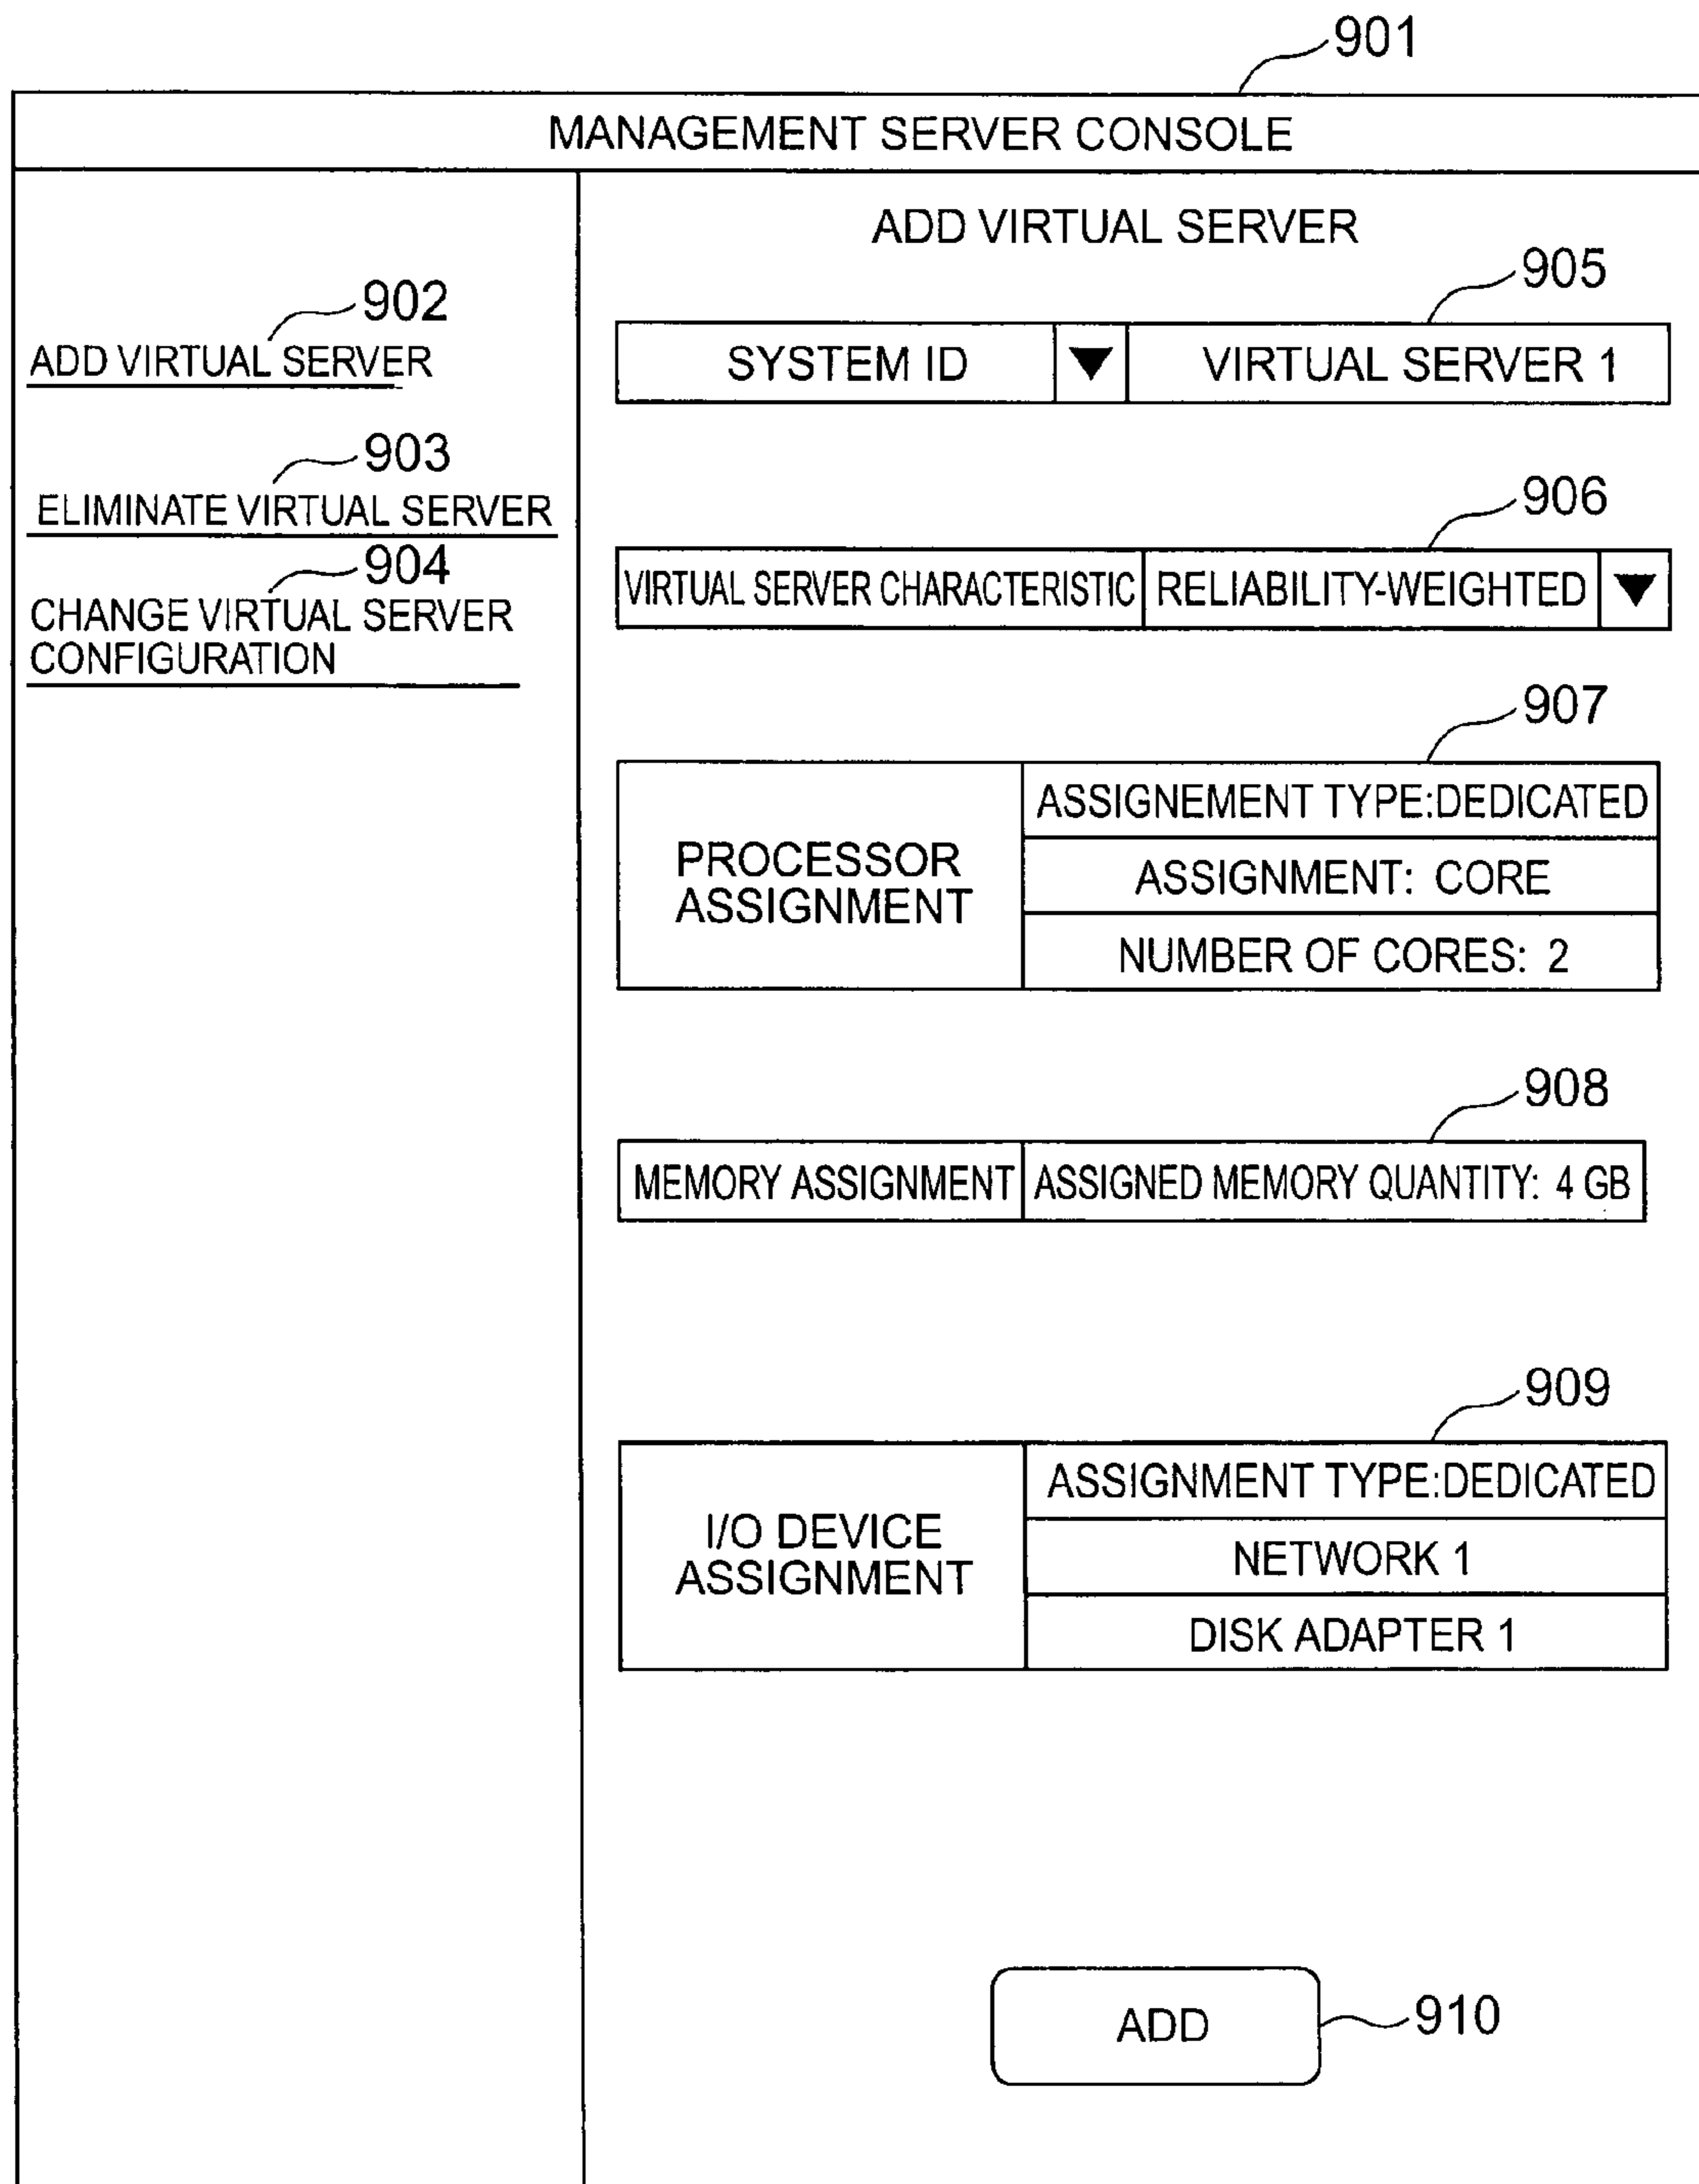 901
MANAGEMENT SERVER CONSOLE
902
ADD VIRTUAL SERVER
903
ELIMINATE VIRTUAL SERVER
904
CHANGE VIRTUAL SERVER
CONFIGURATION
ADD VIRTUAL SERVER
905
SYSTEM ID ▼ VIRTUAL SERVER 1
906
VIRTUAL SERVER CHARACTERISTIC RELIABILITY-WEIGHTED ▼
907
PROCESSOR
ASSIGNMENT
ASSIGNEMENT TYPE:DEDICATED
ASSIGNMENT: CORE
NUMBER OF CORES: 2
908
MEMORY ASSIGNMENT ASSIGNED MEMORY QUANTITY: 4 GB
909
I/O DEVICE
ASSIGNMENT
ASSIGNMENT TYPE:DEDICATED
NETWORK 1
DISK ADAPTER 1
ADD
910